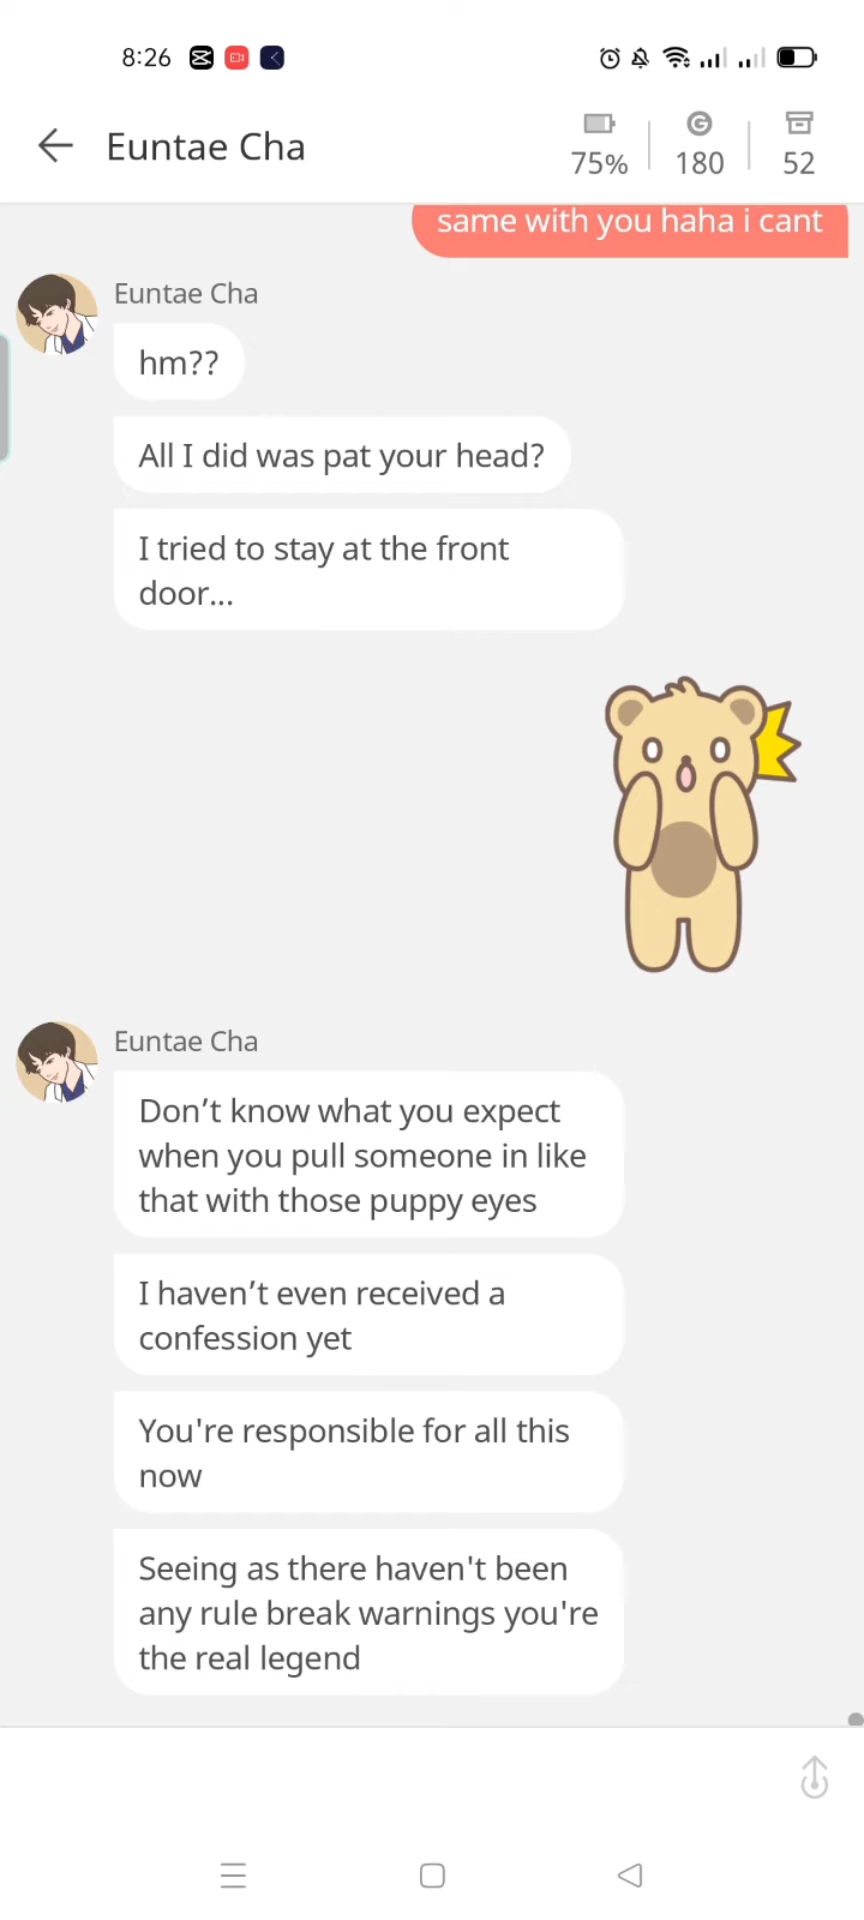 8:26
Euntae Cha
75%
180
52
same with you haha i cant
Euntae Cha
hm??
All I did was pat your head?
I tried to stay at the front
door...
Euntae Cha
Don’t know what you expect
when you pull someone in like
that with those puppy eyes
I haven’t even received a
confession yet
You're responsible for all this
now
Seeing as there haven't been
any rule break warnings you're
the real legend